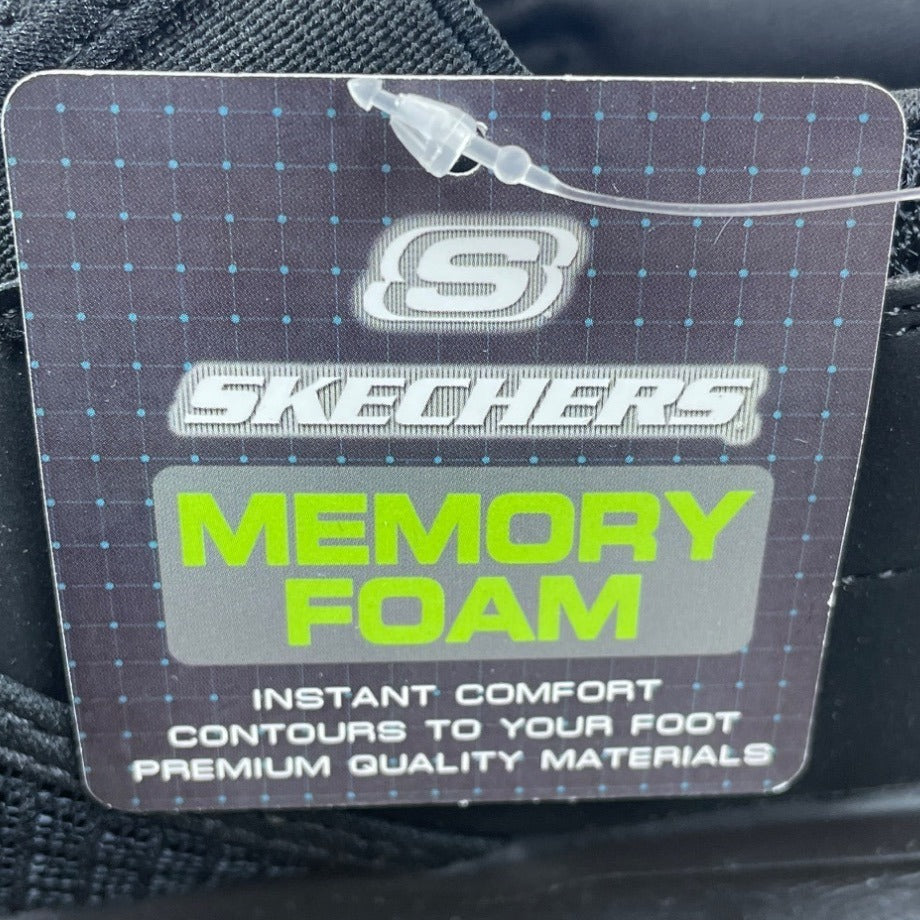 S
SKECHERS
MEMORY
FOAM
INSTANT COMFORT
CONTOURS TO YOUR FOOT
PREMIUM QUALITY MATERIALS